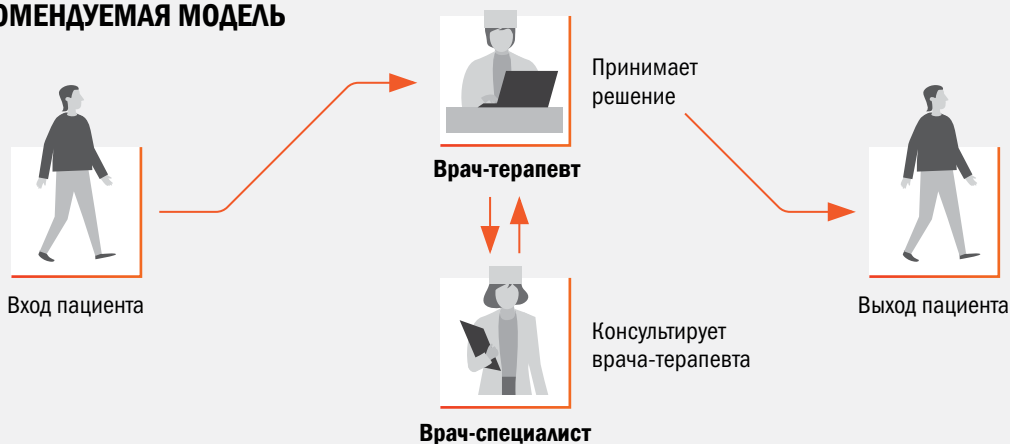 ОМЕНДУЕМАЯ МОДЕЛЬ
Принимает
решение
Врач-терапевт
Вход пациента
Выход пациента
Консультирует
врача-терапевта
Врач-специалист